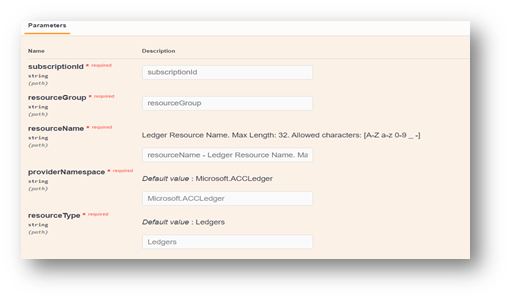 Parameters
Name Description
subscriptionId * required
string
(path)
subscriptionId
resourceGroup * required
string
(path)
resourceGroup
resourceName * required
string
(path)
Ledger Resource Name. Max Length: 32. Allowed characters: [A-Z a-z 0-9 _ -]
resourceName - Ledger Resource Name. Ma
providerNamespace * required
string
(path)
Default value : Microsoft.ACCLedger
Microsoft.ACCLedger
resourceType * required
string
(path)
Default value : Ledgers
Ledgers